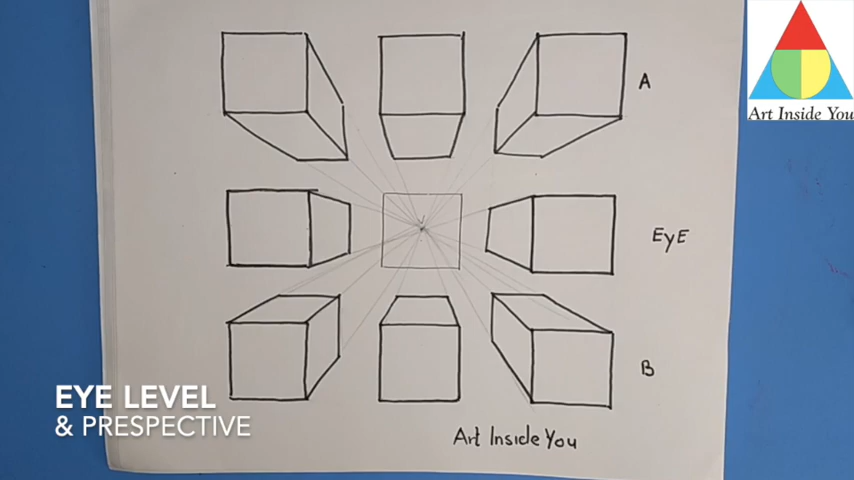 Art Inside You
A
V
EyE
B
EYE LEVEL
& PRESPECTIVE
Art Inside You